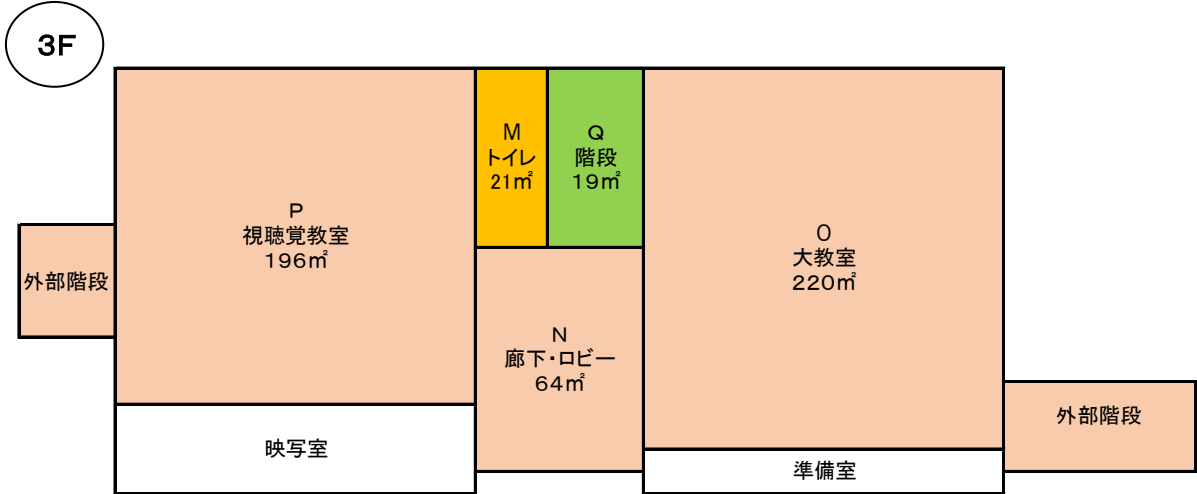 3F
M
トイレ
21㎡
Q
階段
19㎡
P
視聴覚教室
196㎡
O
大教室
220㎡
外部階段
N
廊下・ロビー
64㎡
外部階段
映写室
準備室